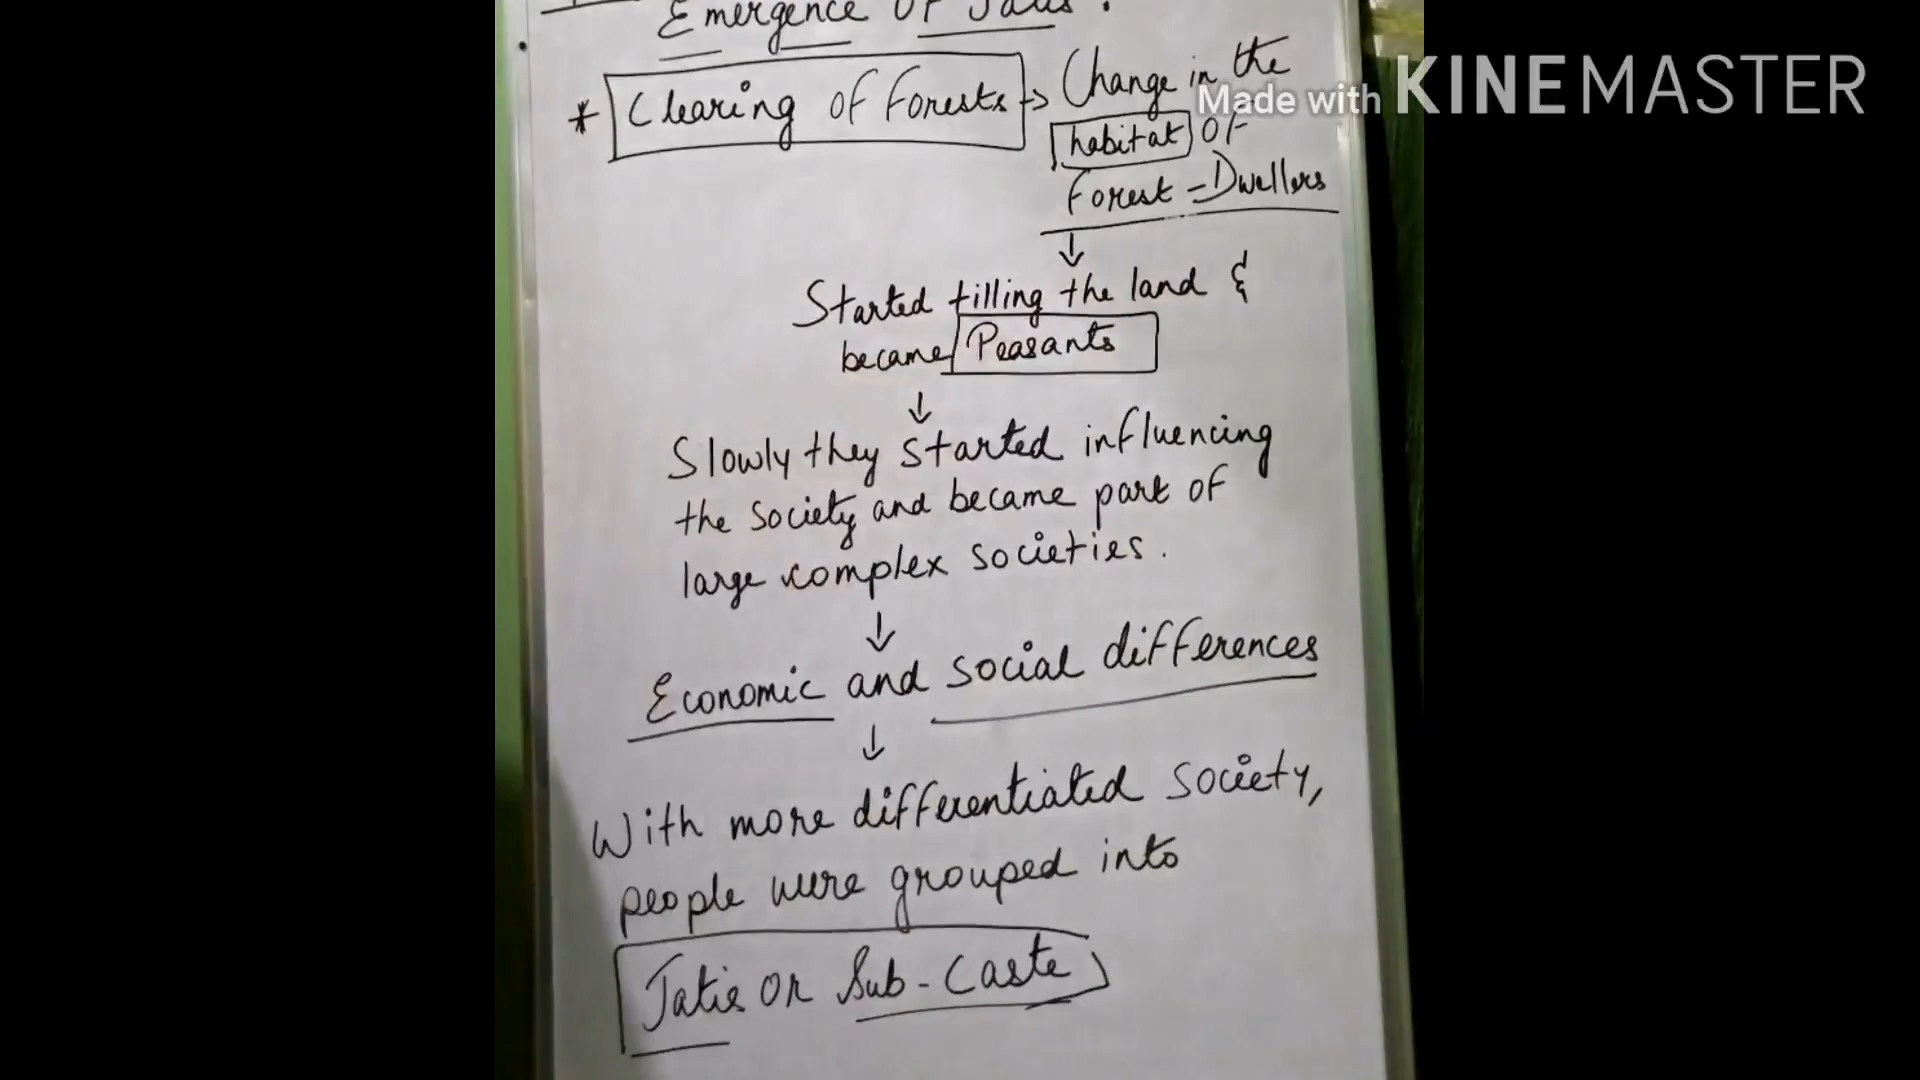 Emergence Of Jatis :
* Clearing Of Forests → Change in the
habitat Of
Forest - Dwellers
↓
Started tilling the land &
became Peasants
↓
Slowly they started influencing
the society and became part of
large complex societies.
↓
Economic and social differences
↓
With more differentiated society,
people were grouped into
Jatis or Sub - Caste
Made with KINEMASTER